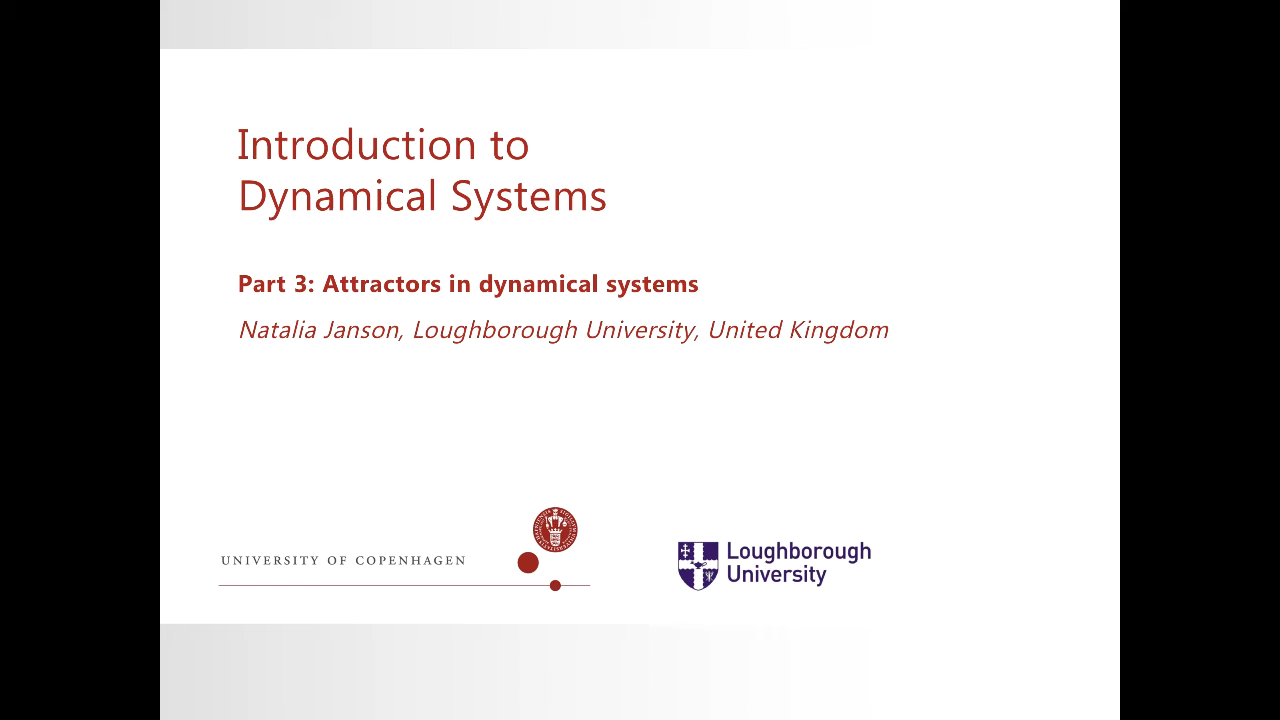 Introduction to
Dynamical Systems
Part 3: Attractors in dynamical systems
Natalia Janson, Loughborough University, United Kingdom
UNIVERSITY OF COPENHAGEN
Loughborough
University